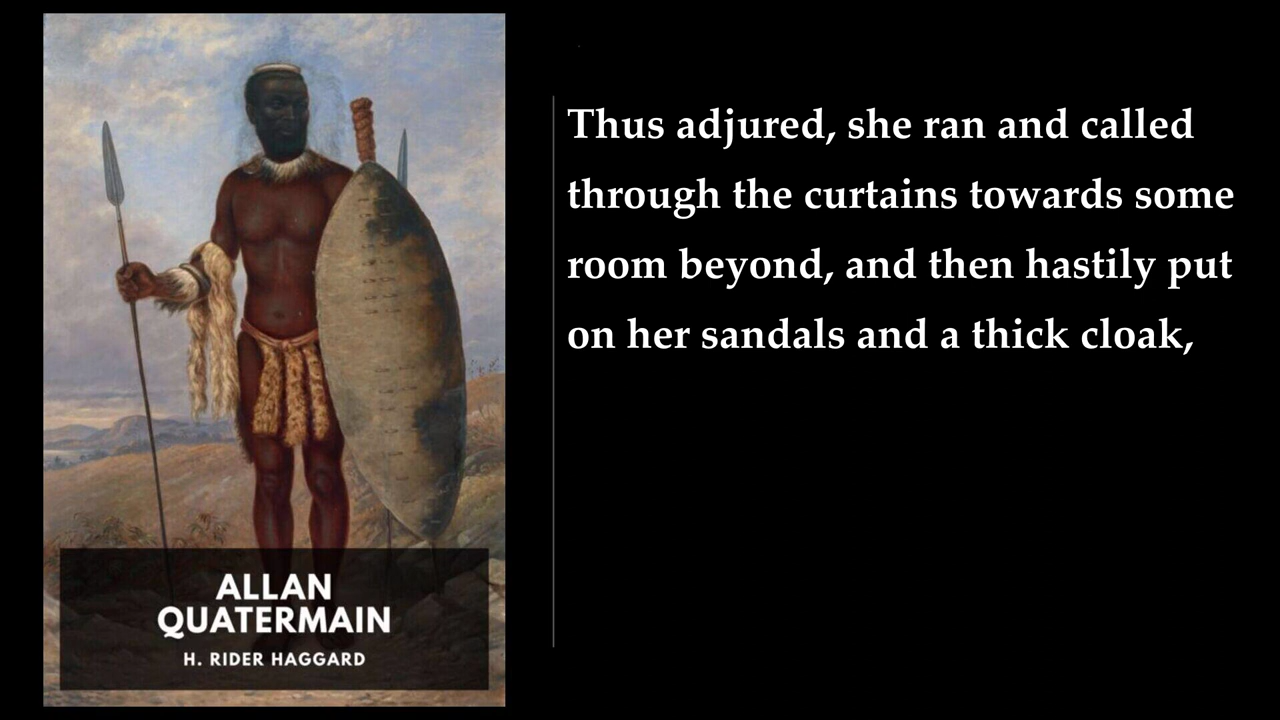 Thus adjured, she ran and called
through the curtains towards some
room beyond, and then hastily put
on her sandals and a thick cloak,
ALLAN
QUATERMAIN
H. RIDER HAGGARD